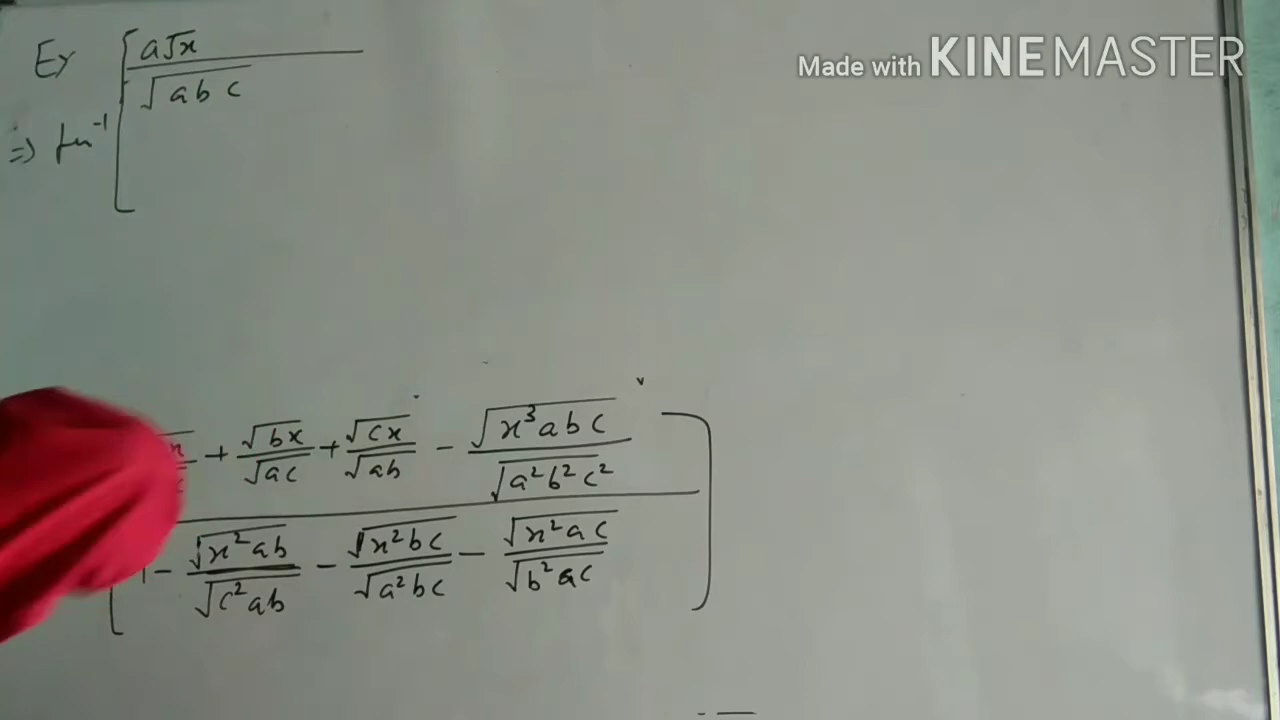 Ex a√x
Made with KINEMASTER
√abc
⇒ tan⁻¹
+ √bx/√ac + √cx/√ab - √x³abc/√a²b²c²
1 - √x²ab/√c²ab - √x²bc/√a²bc - √x²ac/√b²ac